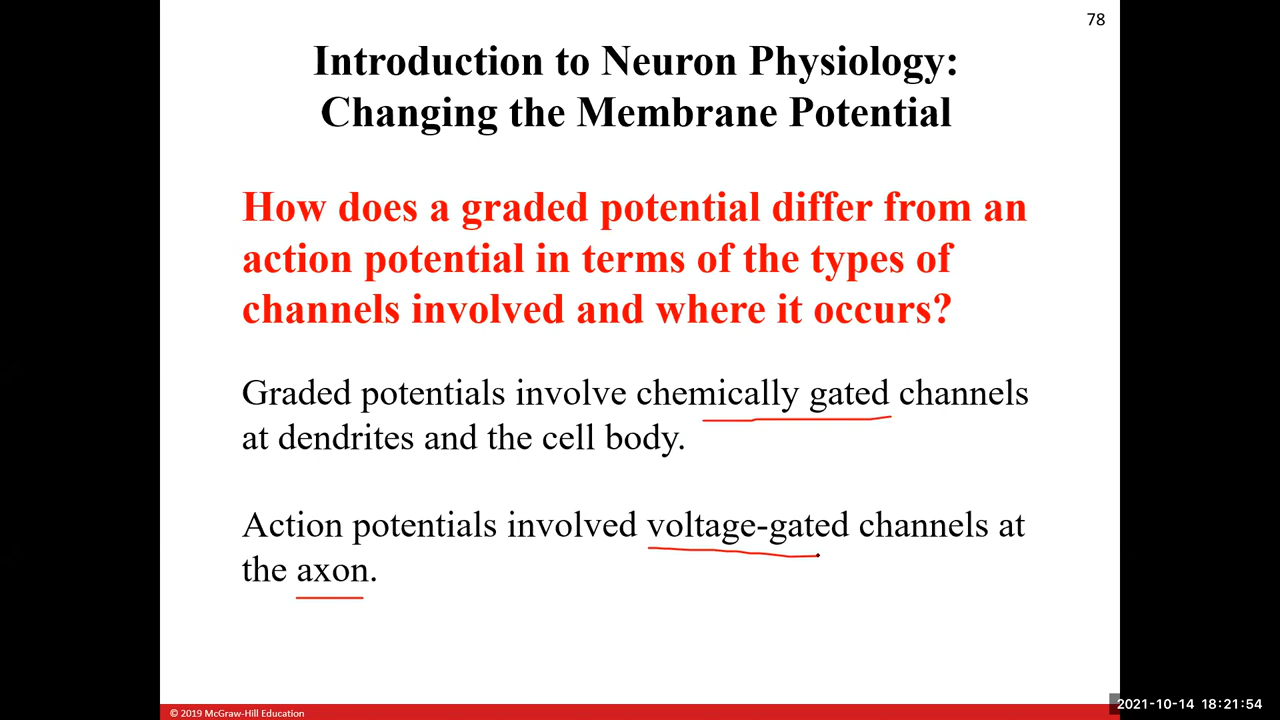 78
Introduction to Neuron Physiology:
Changing the Membrane Potential
How does a graded potential differ from an
action potential in terms of the types of
channels involved and where it occurs?
Graded potentials involve chemically gated channels
at dendrites and the cell body.
Action potentials involved voltage-gated channels at
the axon.
© 2019 McGraw-Hill Education
2021-10-14 18:21:54